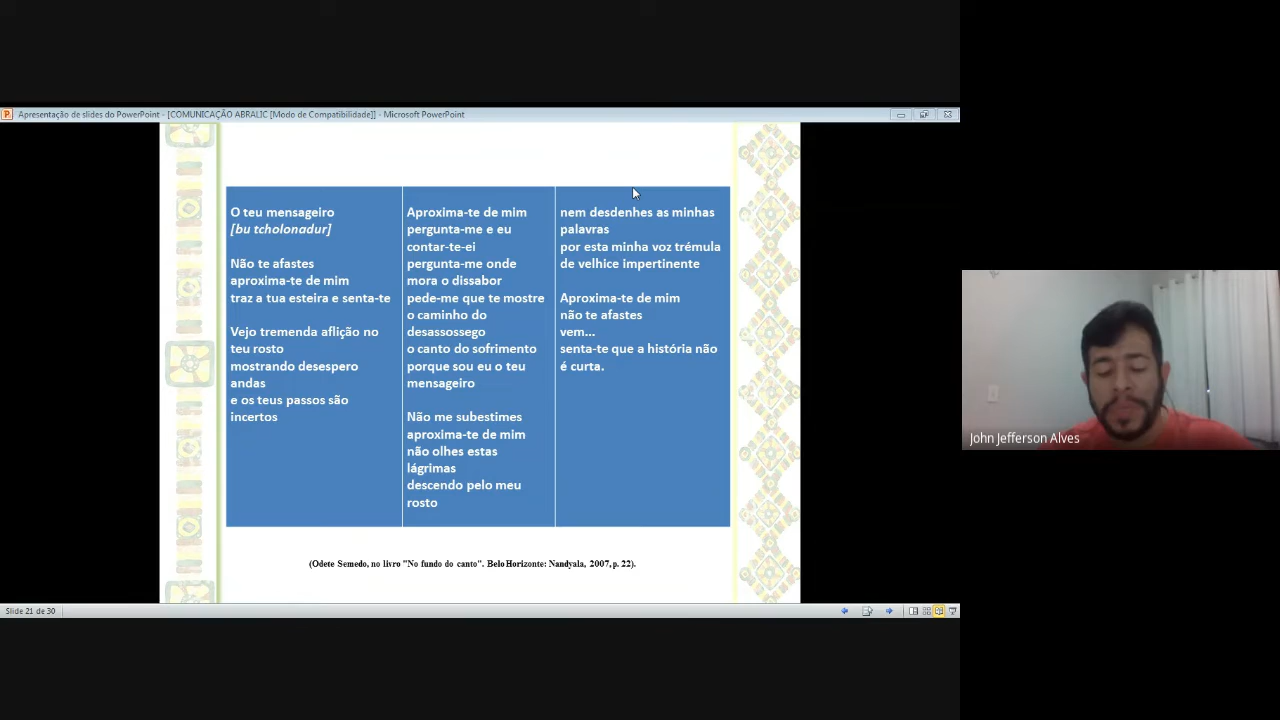 Apresentação de slides do PowerPoint - [COMUNICAÇÃO ABRALIC [Modo de Compatibilidade]] - Microsoft PowerPoint
O teu mensageiro
[bu tcholonadur]
Não te afastes
aproxima-te de mim
traz a tua esteira e senta-te
Vejo tremenda aflição no
teu rosto
mostrando desespero
andas
e os teus passos são
incertos
Aproxima-te de mim
pergunta-me e eu
contar-te-ei
pergunta-me onde
mora o dissabor
pede-me que te mostre
o caminho do
desassossego
o canto do sofrimento
porque sou eu o teu
mensageiro
Não me subestimes
aproxima-te de mim
não olhes estas
lágrimas
descendo pelo meu
rosto
nem desdenhes as minhas
palavras
por esta minha voz trémula
de velhice impertinente
Aproxima-te de mim
não te afastes
vem...
senta-te que a história não
é curta.
(Odete Semedo, no livro "No fundo do canto". Belo Horizonte: Nandyala, 2007, p. 22).
Slide 21 de 30
John Jefferson Alves